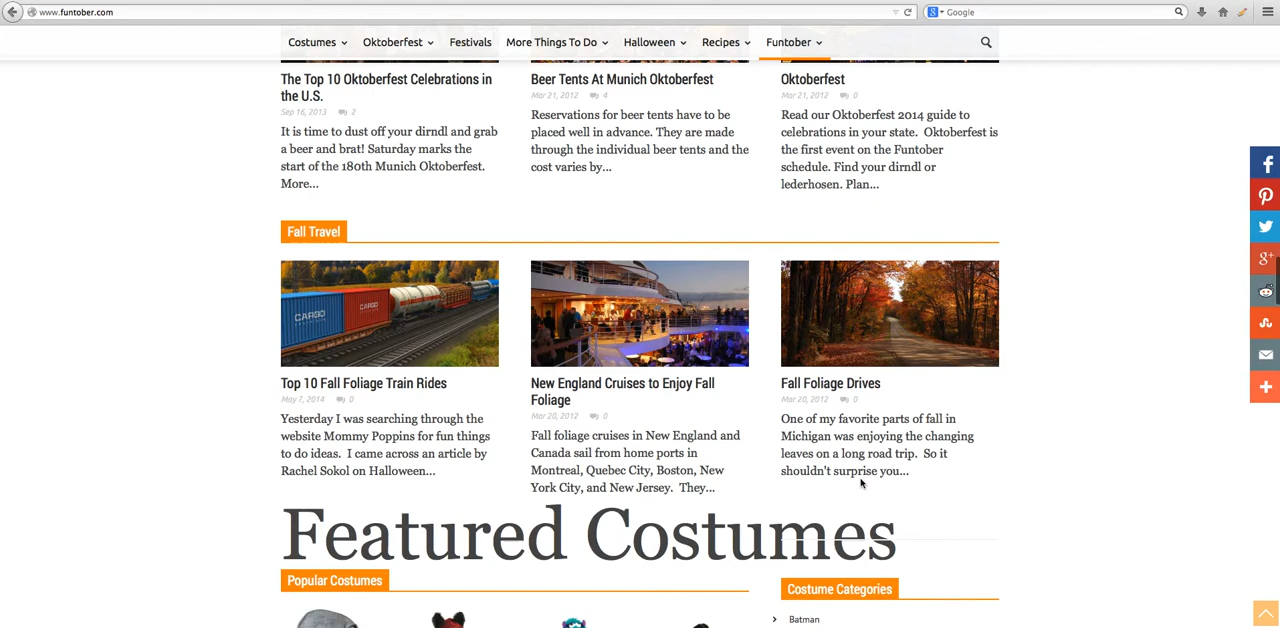 www.funtober.com
Google
Costumes Oktoberfest Festivals More Things To Do Halloween Recipes Funtober
The Top 10 Oktoberfest Celebrations in
the U.S.
Sep 16, 2013 2
It is time to dust off your dirndl and grab
a beer and brat! Saturday marks the
start of the 180th Munich Oktoberfest.
More...
Beer Tents At Munich Oktoberfest
Mar 21, 2012 4
Reservations for beer tents have to be
placed well in advance. They are made
through the individual beer tents and the
cost varies by...
Oktoberfest
Mar 21, 2012 0
Read our Oktoberfest 2014 guide to
celebrations in your state. Oktoberfest is
the first event on the Funtober
schedule. Find your dirndl or
lederhosen. Plan...
Fall Travel
CARGO
CARGO
Top 10 Fall Foliage Train Rides
May 7, 2014 0
Yesterday I was searching through the
website Mommy Poppins for fun things
to do ideas. I came across an article by
Rachel Sokol on Halloween...
New England Cruises to Enjoy Fall
Foliage
Mar 20, 2012 0
Fall foliage cruises in New England and
Canada sail from home ports in
Montreal, Quebec City, Boston, New
York City, and New Jersey. They...
Fall Foliage Drives
Mar 20, 2012 0
One of my favorite parts of fall in
Michigan was enjoying the changing
leaves on a long road trip. So it
shouldn't surprise you...
Featured Costumes
Popular Costumes
Costume Categories
Batman